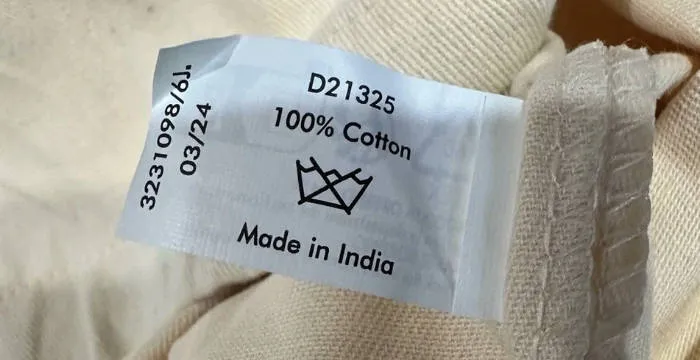 D21325
100% Cotton
Made in India
3231098/6J.
03/24